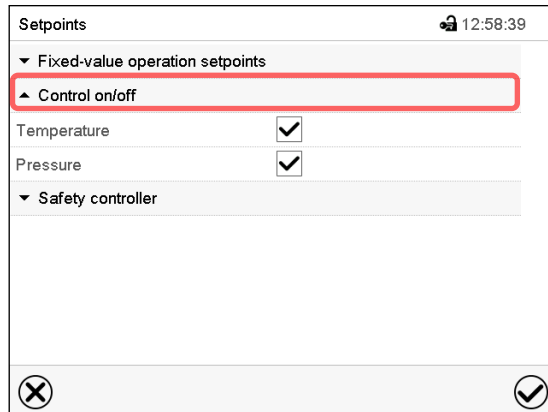 Setpoints 12:58:39
Fixed-value operation setpoints
Control on/off
Temperature
Pressure
Safety controller